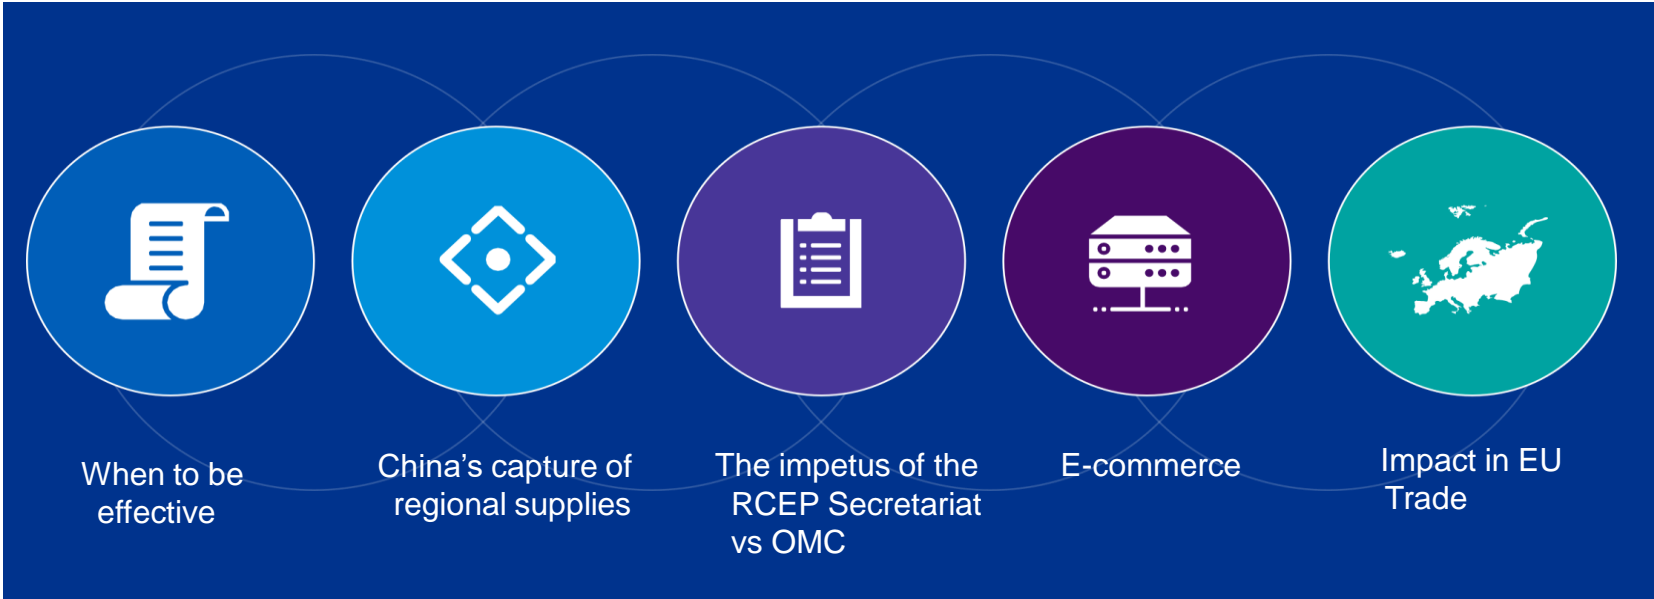 When to be
effective
China’s capture of
regional supplies
The impetus of the
RCEP Secretariat
vs OMC
E-commerce
Impact in EU
Trade